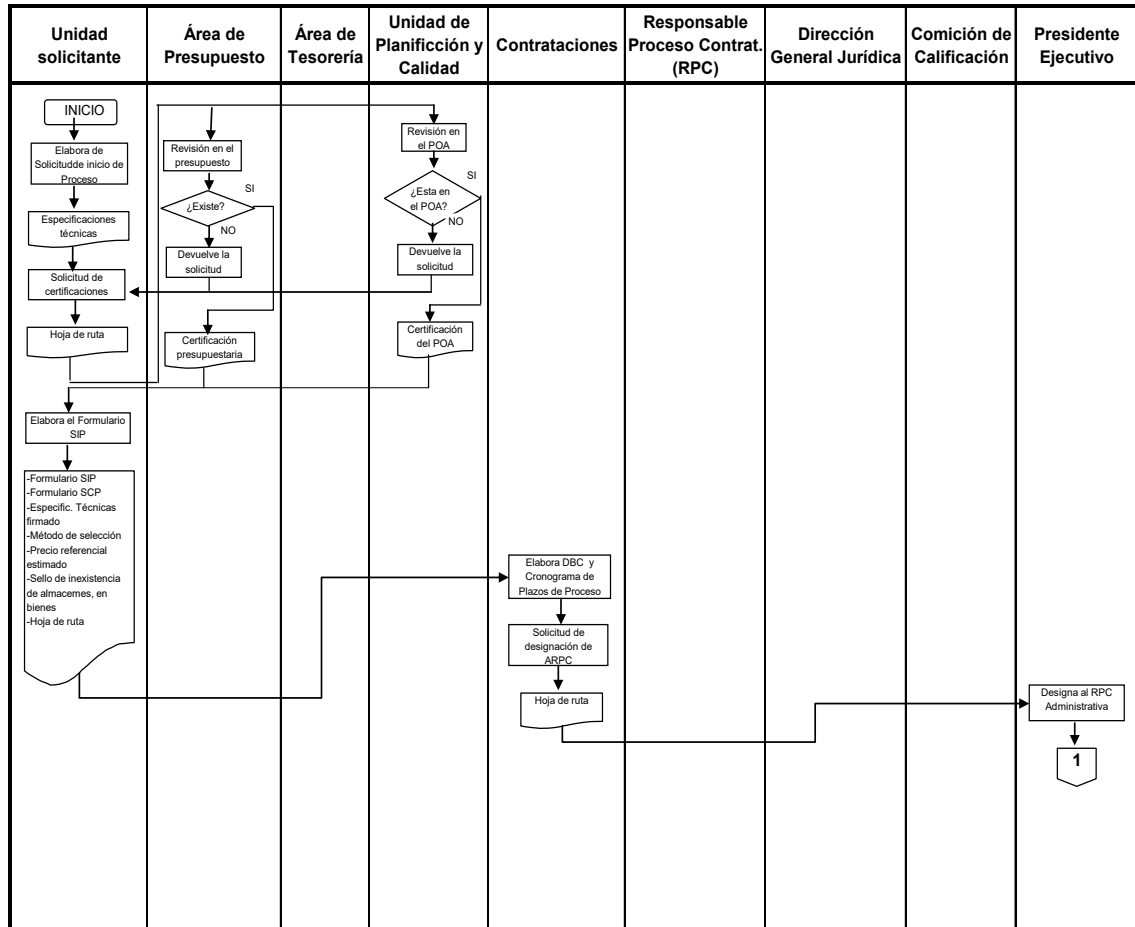 Unidad
solicitante
Área de
Presupuesto
Área de
Tesorería
Unidad de
Planificción y
Calidad
Contrataciones
Responsable
Proceso Contrat.
(RPC)
Dirección
General Jurídica
Comición de
Calificación
Presidente
Ejecutivo
INICIO
Elabora de
Solicitudde inicio de
Proceso
Especificaciones
técnicas
Solicitud de
certificaciones
Hoja de ruta
Elabora el Formulario
SIP
-Formulario SIP
-Formulario SCP
-Especific. Técnicas
firmado
-Método de selección
-Precio referencial
estimado
-Sello de inexistencia
de almacemes, en
bienes
-Hoja de ruta
Revisión en el
presupuesto
SI
¿Existe?
NO
Devuelve la
solicitud
Certificación
presupuestaria
Revisión en
el POA
SI
¿Esta en
el POA?
NO
Devuelve la
solicitud
Certificación
del POA
Elabora DBC y
Cronograma de
Plazos de Proceso
Solicitud de
designación de
ARPC
Hoja de ruta
Designa al RPC
Administrativa
1